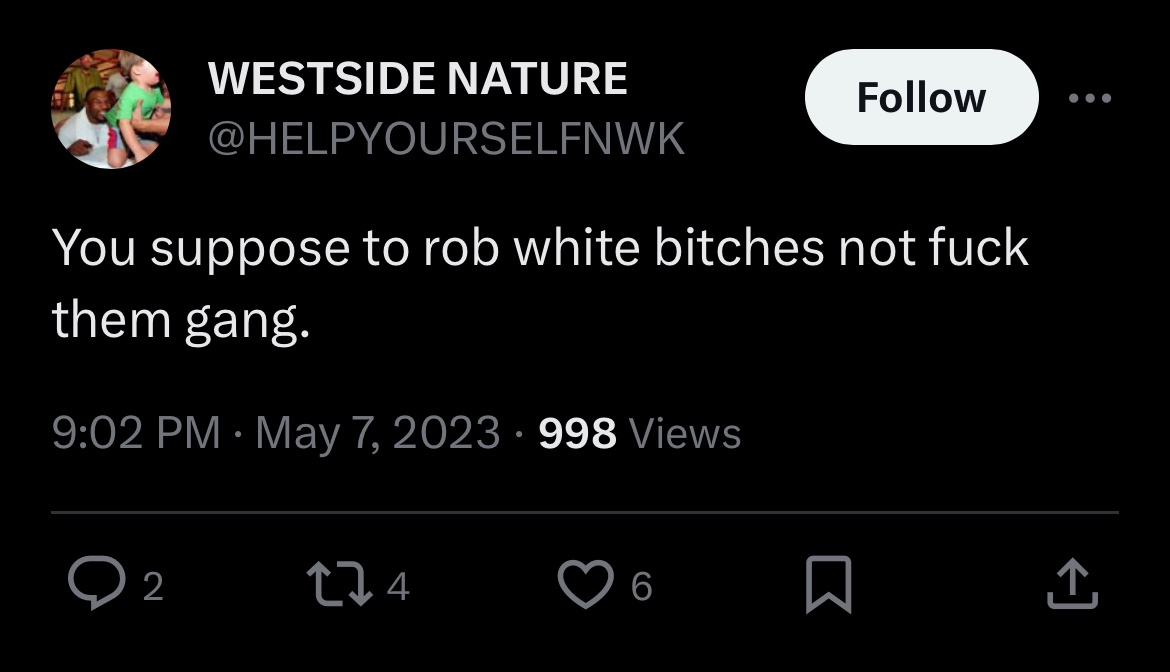 WESTSIDE NATURE
@HELPYOURSELFNWK
Follow
You suppose to rob white bitches not fuck
them gang.
9:02 PM · May 7, 2023 · 998 Views
2
4
6